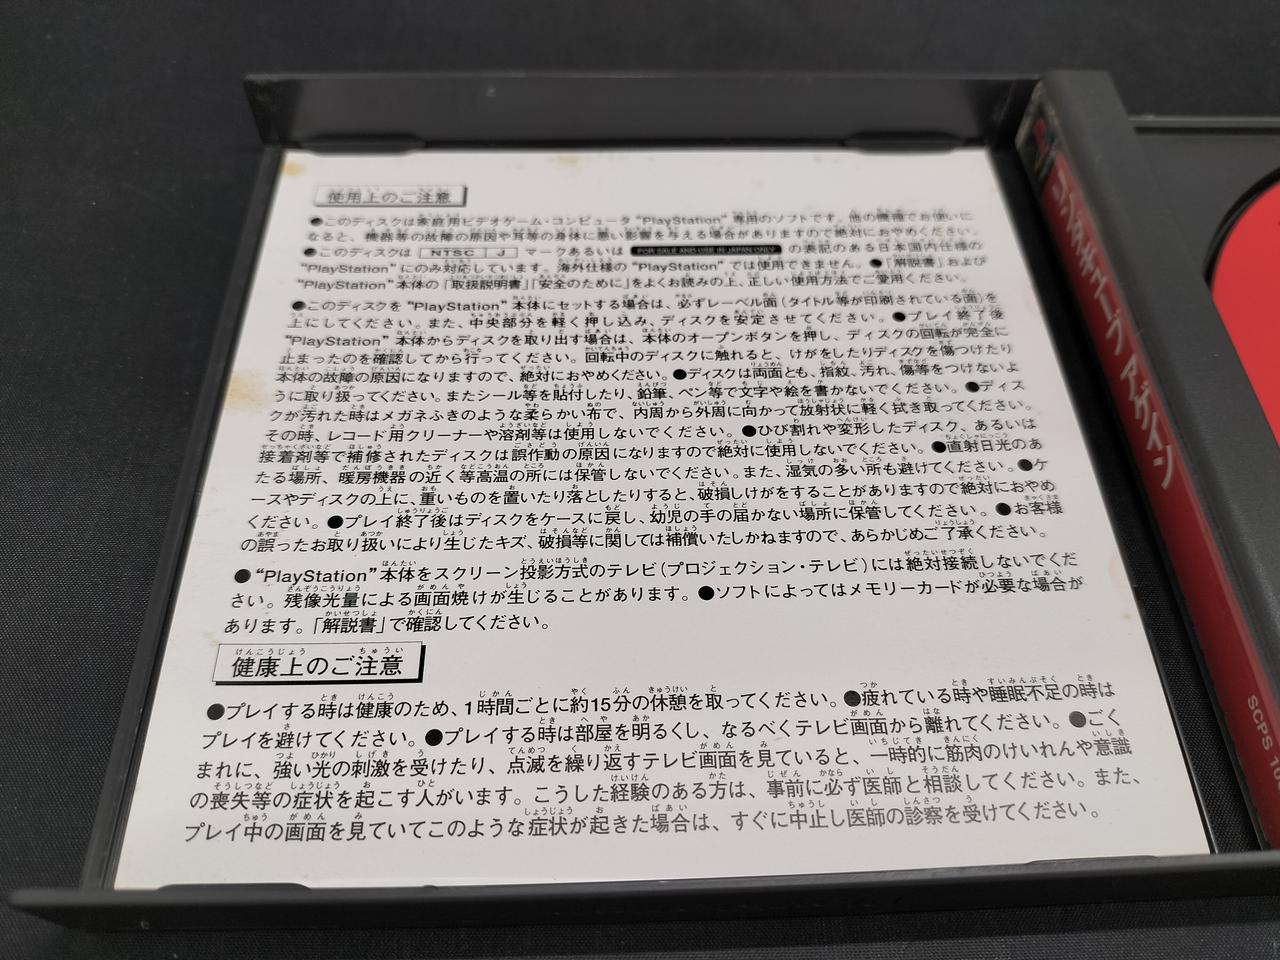 使用上のご注意
●このディスクは家庭用ビデオゲーム・コンピュータ“PlayStation”専用のソフトです。他の機種でお使いに
なると、機器等の故障の原因や耳等の身体に悪い影響を与える場合がありますので絶対におやめください。
●このディスクは NTSC J マークあるいは FOR SALE AND USE IN JAPAN ONLY の表記のある日本国内仕様の
“PlayStation”にのみ対応しています。海外仕様の“PlayStation”では使用できません。●「解説書」および
“PlayStation”本体の「取扱説明書」「安全のために」をよくお読みの上、正しい使用方法でご愛用ください。
●このディスクを“PlayStation”本体にセットする場合は、必ずレーベル面(タイトル等が印刷されている面)を
上にしてください。また、中央部分を軽く押し込み、ディスクを安定させてください。●プレイ終了後
“PlayStation”本体からディスクを取り出す場合は、本体のオープンボタンを押し、ディスクの回転が完全に
止まったのを確認してから行ってください。回転中のディスクに触れると、けがをしたりディスクを傷つけたり
本体の故障の原因になりますので、絶対におやめください。●ディスクは両面とも、指紋、汚れ、傷等をつけないよ
うに取り扱ってください。またシール等を貼付したり、鉛筆、ペン等で文字や絵を書かないでください。●ディス
クが汚れた時はメガネふきのような柔らかい布で、内周から外周に向かって放射状に軽く拭き取ってください。
その時、レコード用クリーナーや溶剤等は使用しないでください。●ひび割れや変形したディスク、あるいは
接着剤等で補修されたディスクは誤作動の原因になりますので絶対に使用しないでください。●直射日光のあ
たる場所、暖房機器の近く等高温の所には保管しないでください。また、湿気の多い所も避けてください。●ケ
ースやディスクの上に、重いものを置いたり落としたりすると、破損しけがをすることがありますので絶対におやめ
ください。●プレイ終了後はディスクをケースに戻し、幼児の手の届かない場所に保管してください。●お客様
の誤ったお取り扱いにより生じたキズ、破損等に関しては補償いたしかねますので、あらかじめご了承ください。
●“PlayStation”本体をスクリーン投影方式のテレビ(プロジェクション・テレビ)には絶対接続しないでくだ
さい。残像光量による画面焼けが生じることがあります。●ソフトによってはメモリーカードが必要な場合が
あります。「解説書」で確認してください。
健康上のご注意
●プレイする時は健康のため、1時間ごとに約15分の休憩を取ってください。●疲れている時や睡眠不足の時は
プレイを避けてください。●プレイする時は部屋を明るくし、なるべくテレビ画面から離れてください。●ごく
まれに、強い光の刺激を受けたり、点滅を繰り返すテレビ画面を見ていると、一時的に筋肉のけいれんや意識
の喪失等の症状を起こす人がいます。こうした経験のある方は、事前に必ず医師と相談してください。また、
プレイ中の画面を見ていてこのような症状が起きた場合は、すぐに中止し医師の診察を受けてください。
コズミキューブ アゲイン
SCPS